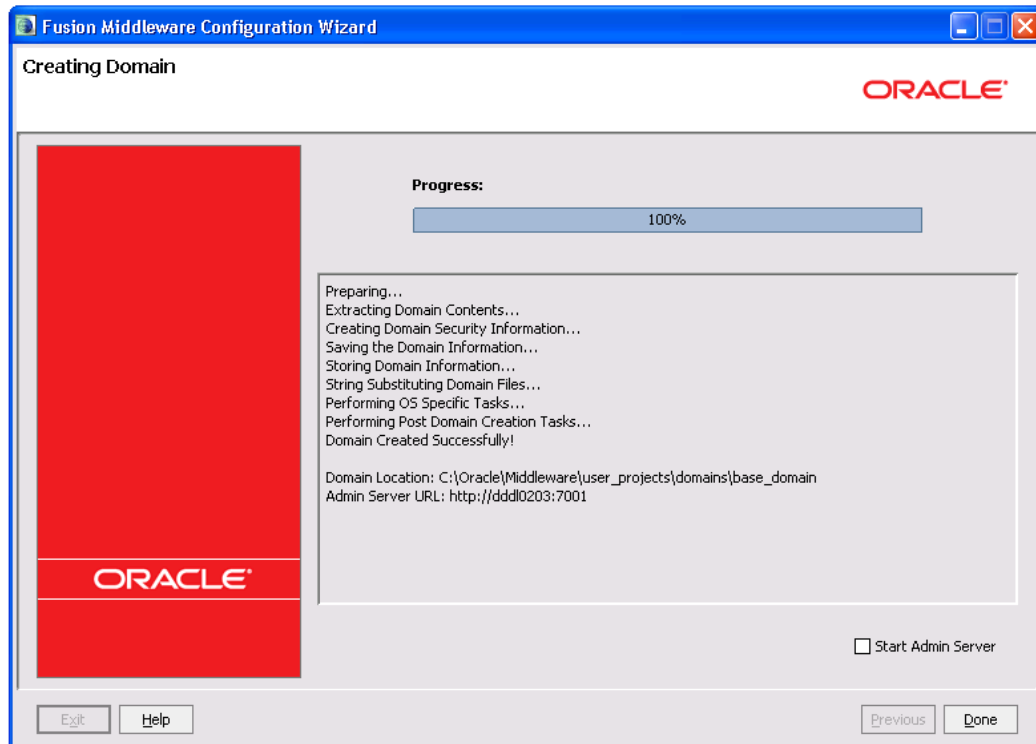 Fusion Middleware Configuration Wizard
Creating Domain
ORACLE
Progress:
100%
Preparing...
Extracting Domain Contents...
Creating Domain Security Information...
Saving the Domain Information...
Storing Domain Information...
String Substituting Domain Files...
Performing OS Specific Tasks...
Performing Post Domain Creation Tasks...
Domain Created Successfully!
Domain Location: C:\Oracle\Middleware\user_projects\domains\base_domain
Admin Server URL: http://dddl0203:7001
ORACLE
Start Admin Server
Exit Help Previous Done